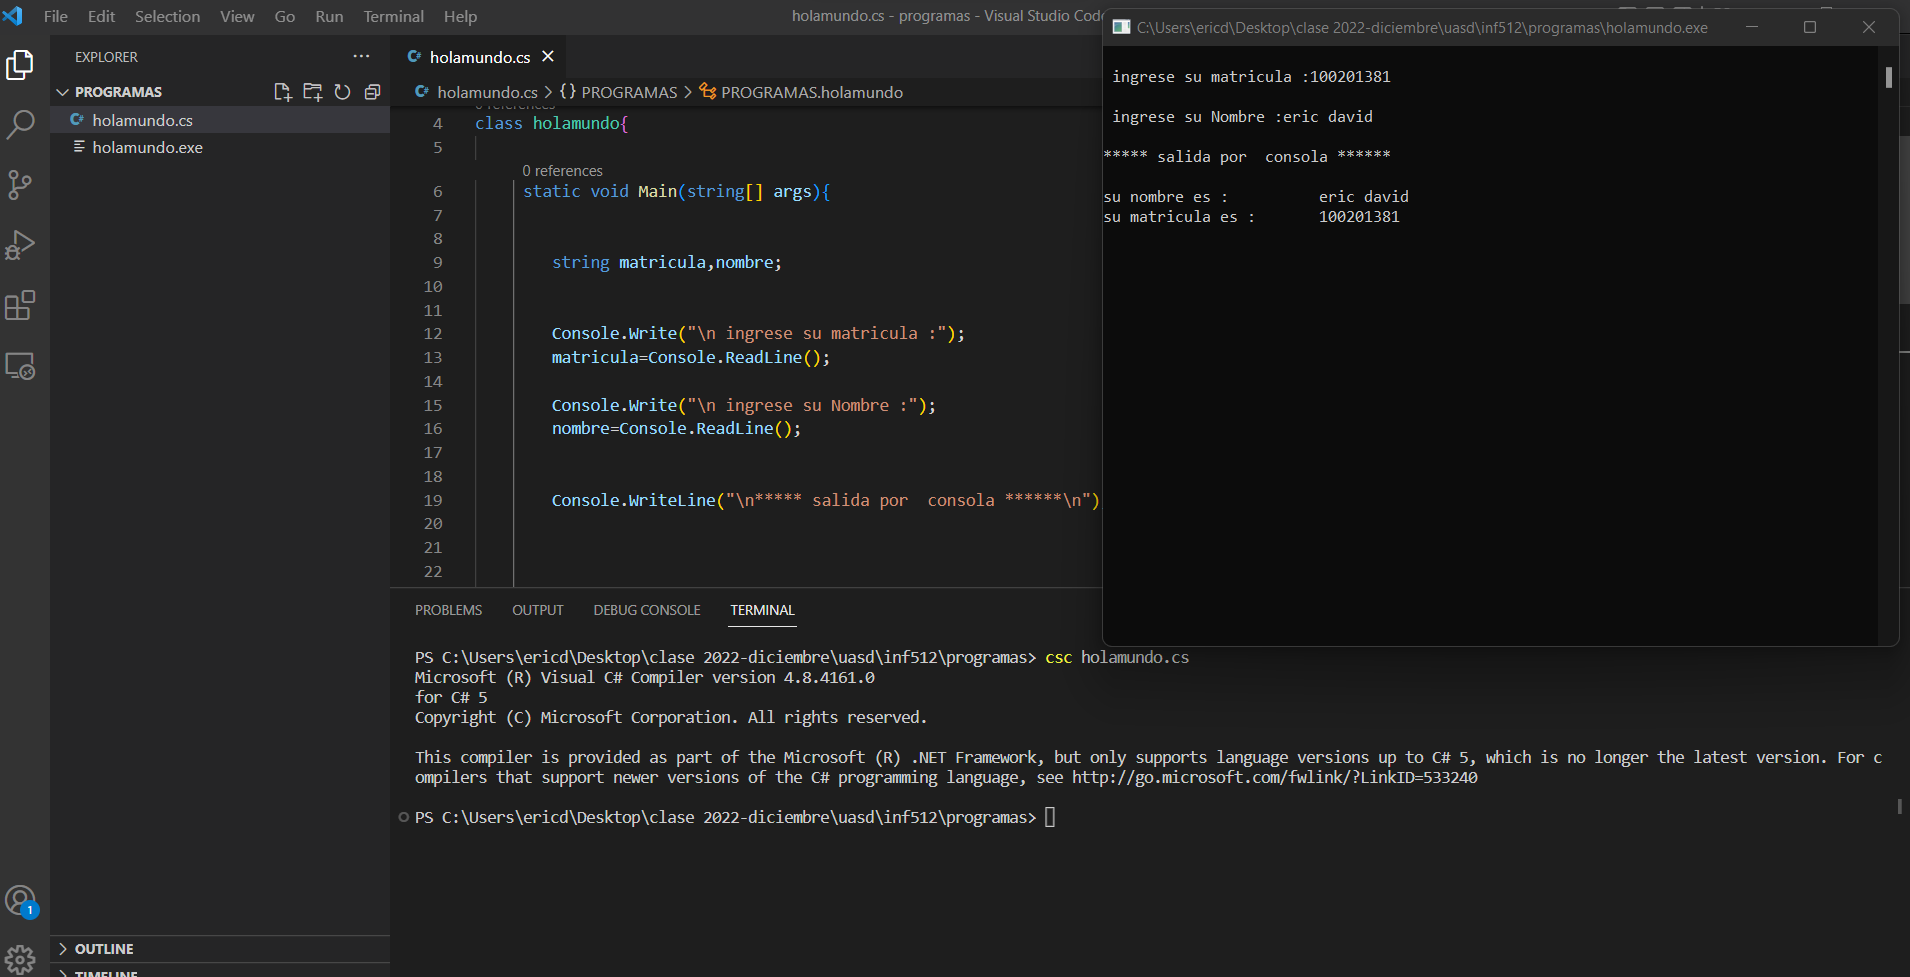 File Edit Selection View Go Run Terminal Help
holamundo.cs - programas - Visual Studio Code
EXPLORER
PROGRAMAS
holamundo.cs
holamundo.exe
OUTLINE
TIMELINE
1
holamundo.cs
holamundo.cs > {} PROGRAMAS > PROGRAMAS.holamundo
0 references
4 class holamundo{
5
0 references
6 static void Main(string[] args){
7
8
9 string matricula,nombre;
10
11
12 Console.Write("\n ingrese su matricula :");
13 matricula=Console.ReadLine();
14
15 Console.Write("\n ingrese su Nombre :");
16 nombre=Console.ReadLine();
17
18
19 Console.WriteLine("\n***** salida por  consola ******\n")
20
21
22
PROBLEMS OUTPUT DEBUG CONSOLE TERMINAL
PS C:\Users\ericd\Desktop\clase 2022-diciembre\uasd\inf512\programas> csc holamundo.cs
Microsoft (R) Visual C# Compiler version 4.8.4161.0
for C# 5
Copyright (C) Microsoft Corporation. All rights reserved.
This compiler is provided as part of the Microsoft (R) .NET Framework, but only supports language versions up to C# 5, which is no longer the latest version. For c
ompilers that support newer versions of the C# programming language, see http://go.microsoft.com/fwlink/?LinkID=533240
PS C:\Users\ericd\Desktop\clase 2022-diciembre\uasd\inf512\programas>
C:\Users\ericd\Desktop\clase 2022-diciembre\uasd\inf512\programas\holamundo.exe
ingrese su matricula :100201381
ingrese su Nombre :eric david
***** salida por  consola ******
su nombre es :          eric david
su matricula es :       100201381